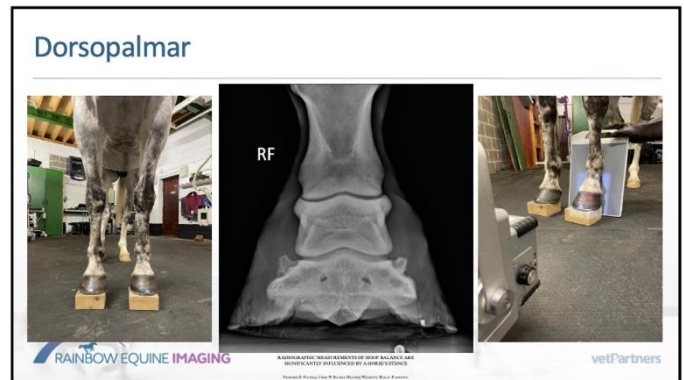 Dorsopalmar
RF
RAINBOW EQUINE IMAGING
RADIOGRAPHIC MEASUREMENTS OF HOOF BALANCE ARE
SIGNIFICANTLY INFLUENCED BY A HORSE'S STANCE
vetPartners